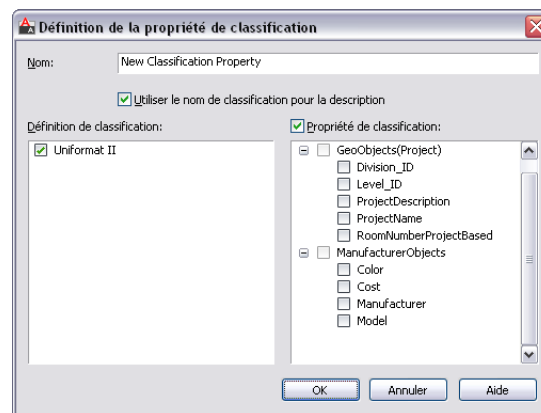 Définition de la propriété de classification
Nom: New Classification Property
Utiliser le nom de classification pour la description
Définition de classification:
Uniformat II
Propriété de classification:
GeoObjects(Project)
Division_ID
Level_ID
ProjectDescription
ProjectName
RoomNumberProjectBased
ManufacturerObjects
Color
Cost
Manufacturer
Model
OK Annuler Aide